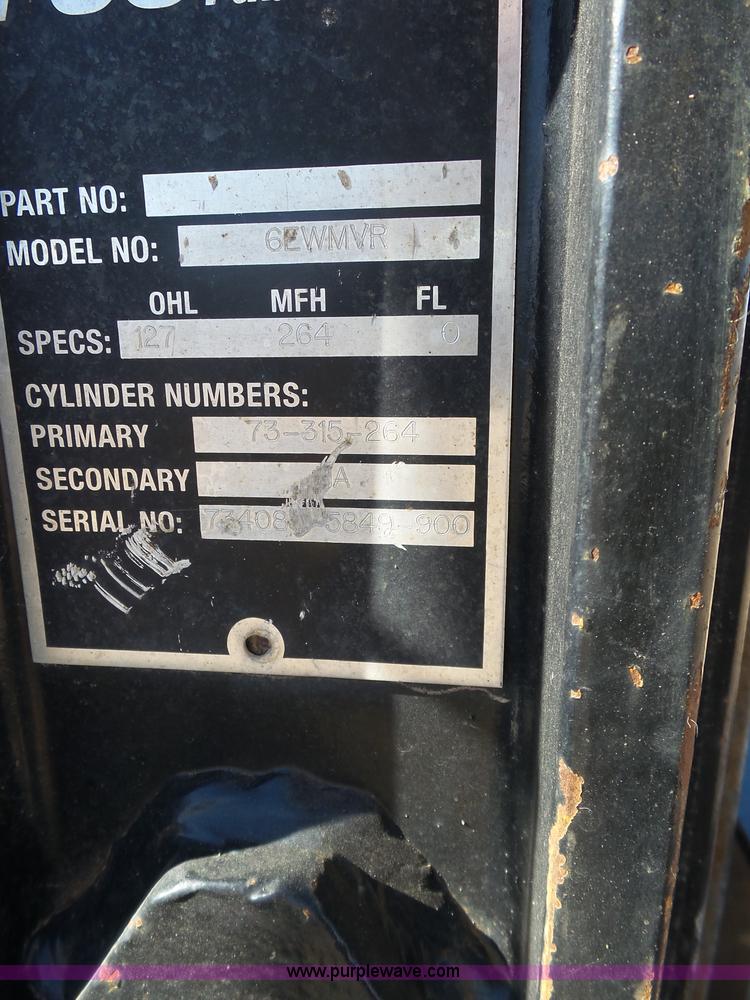 PART NO:
MODEL NO: 6EWMVR
OHL MFH FL
SPECS: 127 264 0
CYLINDER NUMBERS:
PRIMARY 73-315-264
SECONDARY
SERIAL NO:
www.purplewave.com